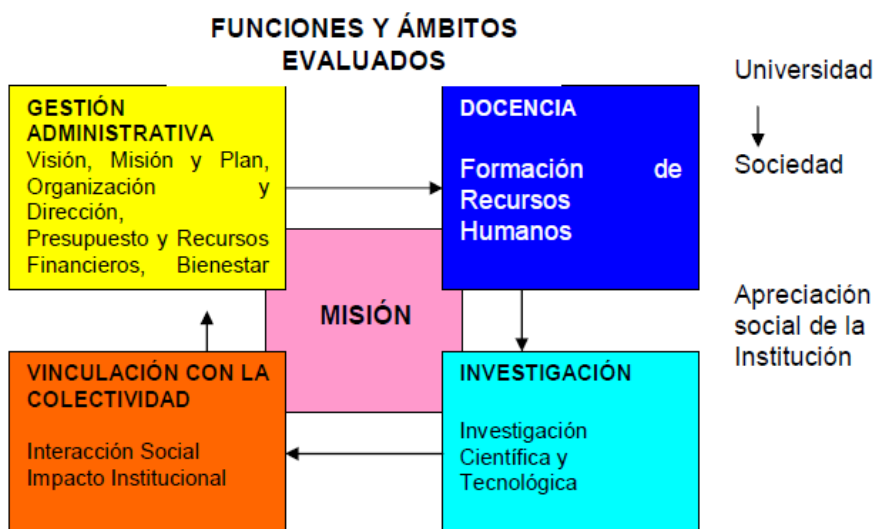 FUNCIONES Y ÁMBITOS
EVALUADOS
GESTIÓN
ADMINISTRATIVA
Visión, Misión y Plan,
Organización y
Dirección,
Presupuesto y Recursos
Financieros, Bienestar
DOCENCIA
Formación de
Recursos
Humanos
Universidad
Sociedad
Apreciación
social de la
Institución
MISIÓN
VINCULACIÓN CON LA
COLECTIVIDAD
Interacción Social
Impacto Institucional
INVESTIGACIÓN
Investigación
Científica y
Tecnológica